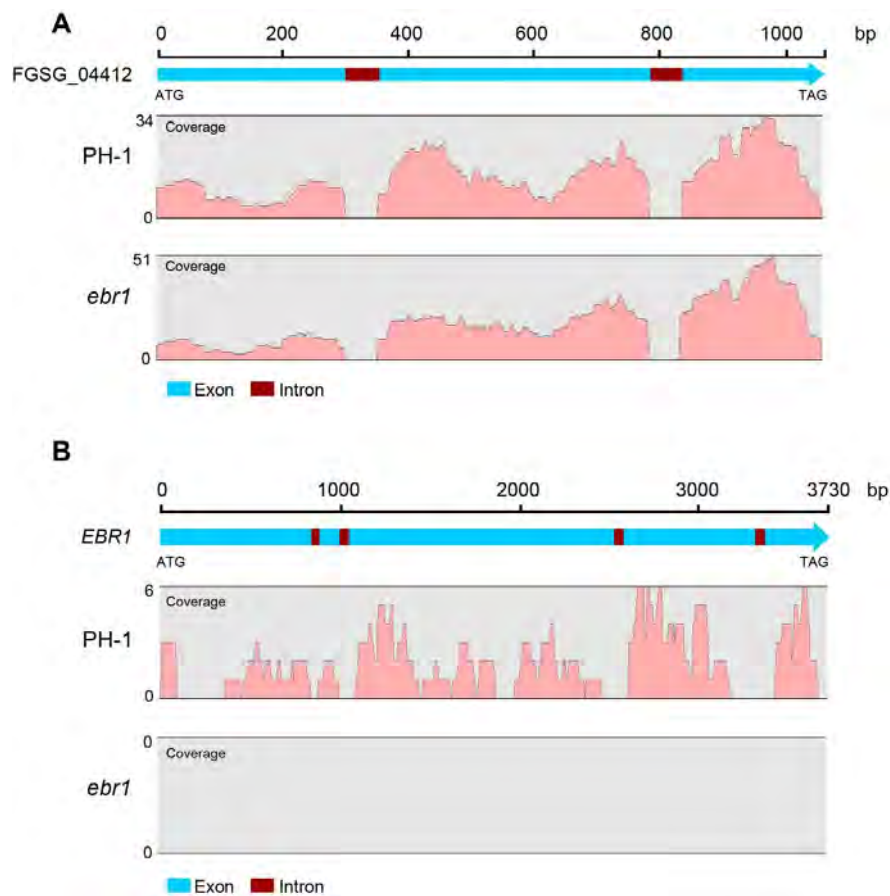 A
0 200 400 600 800 1000 bp
FGSG_04412
ATG TAG
34 Coverage
PH-1
0
51 Coverage
ebr1
0
Exon Intron
B
0 1000 2000 3000 3730 bp
EBR1
ATG TAG
6 Coverage
PH-1
0
0 Coverage
ebr1
0
Exon Intron